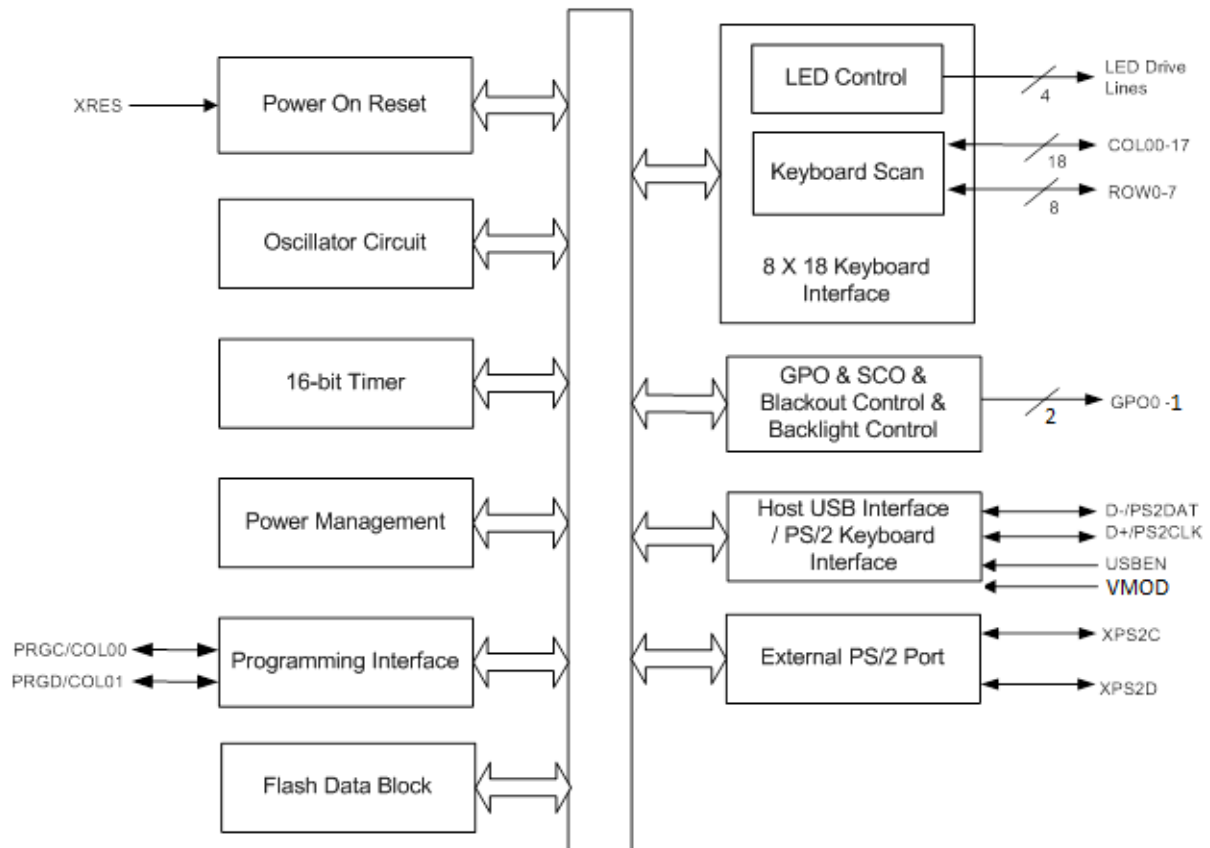 XRES
Power On Reset
Oscillator Circuit
16-bit Timer
Power Management
PRGC/COL00
PRGD/COL01
Programming Interface
Flash Data Block
LED Control
4
LED Drive
Lines
Keyboard Scan
18
COL00-17
8
ROW0-7
8 X 18 Keyboard
Interface
GPO & SCO &
Blackout Control &
Backlight Control
2
GPO0 -1
Host USB Interface
/ PS/2 Keyboard
Interface
D-/PS2DAT
D+/PS2CLK
USBEN
VMOD
External PS/2 Port
XPS2C
XPS2D